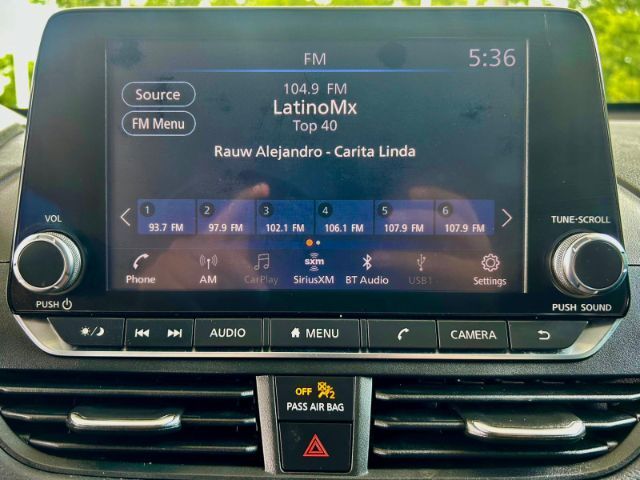 FM 5:36
Source
FM Menu
104.9 FM
LatinoMx
Top 40
Rauw Alejandro - Carita Linda
1 2 3 4 5 6
93.7 FM 97.9 FM 102.1 FM 106.1 FM 107.9 FM 107.9 FM
sxm
Phone AM CarPlay SiriusXM BT Audio USB1 Settings
VOL
PUSH
TUNE•SCROLL
PUSH SOUND
AUDIO MENU CAMERA
OFF 2
PASS AIR BAG